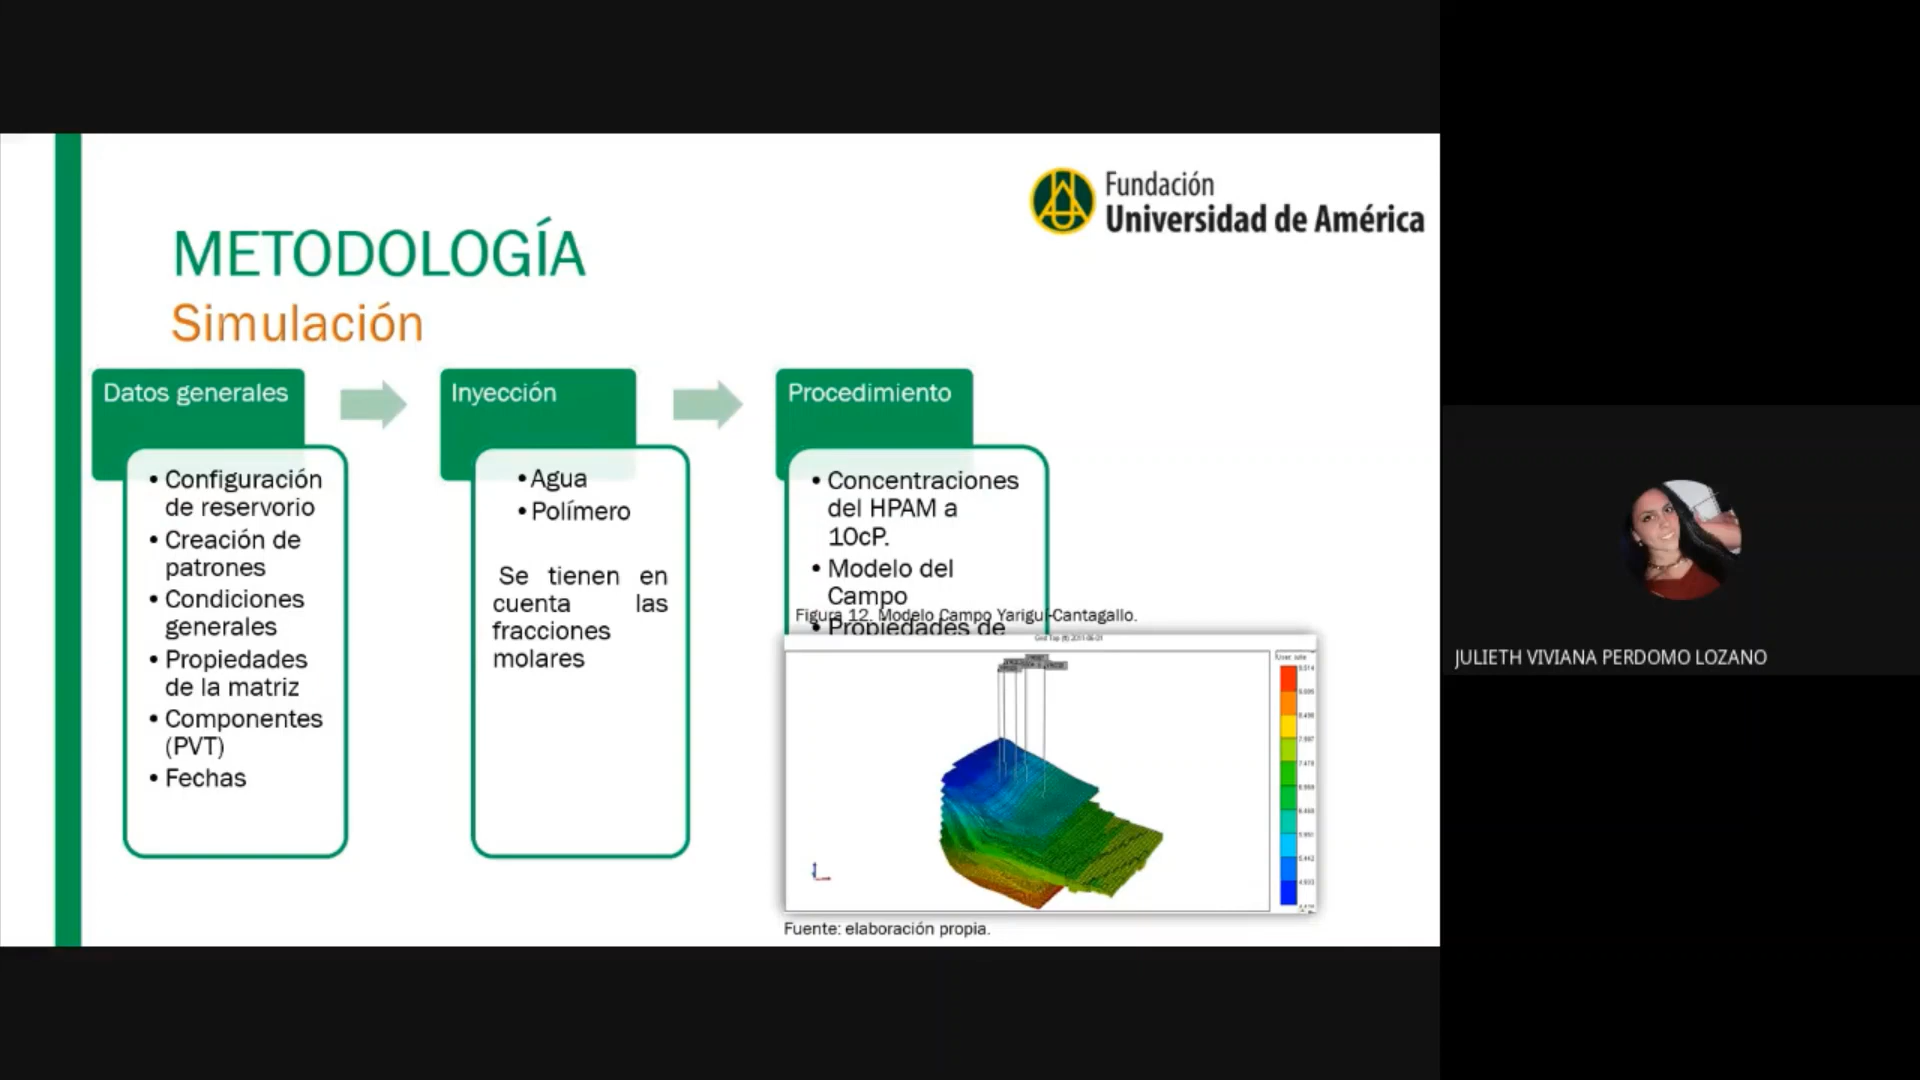 Fundación
Universidad de América
METODOLOGÍA
Simulación
Datos generales
• Configuración
de reservorio
• Creación de
patrones
• Condiciones
generales
• Propiedades
de la matriz
• Componentes
(PVT)
• Fechas
Inyección
• Agua
• Polímero
Se tienen en
cuenta las
fracciones
molares
Procedimiento
• Concentraciones
del HPAM a
10cP.
• Modelo del
Campo
• Propiedades de
Figura 12. Modelo Campo Yariguí-Cantagallo.
Fuente: elaboración propia.
JULIETH VIVIANA PERDOMO LOZANO